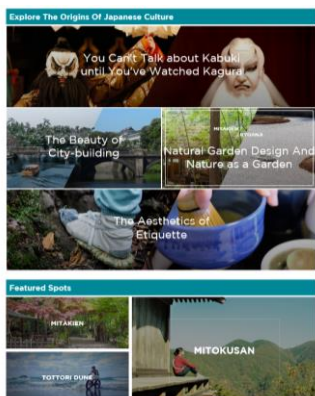 Explore The Origins Of Japanese Culture
You Can't Talk about Kabuki
until You've Watched Kagura
The Beauty of
City-building
Natural Garden Design And
Nature as a Garden
The Aesthetics of
Etiquette
Featured Spots
MITAKIEN
MITOKUSAN
TOTTORI DUNE